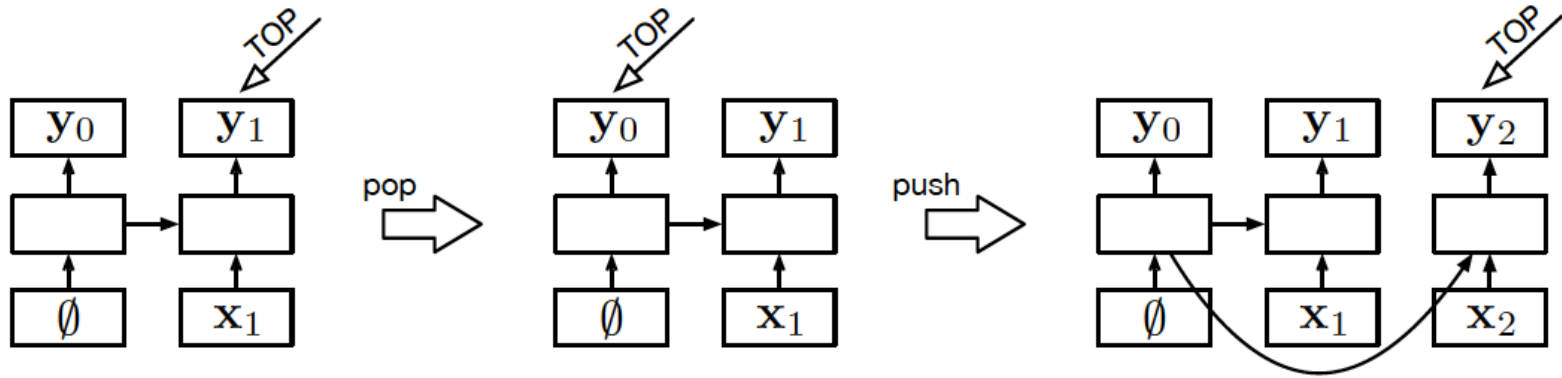 TOP TOP TOP
y₀ y₁ y₀ y₁ y₀ y₁ y₂
pop push
∅ x₁ ∅ x₁ ∅ x₁ x₂